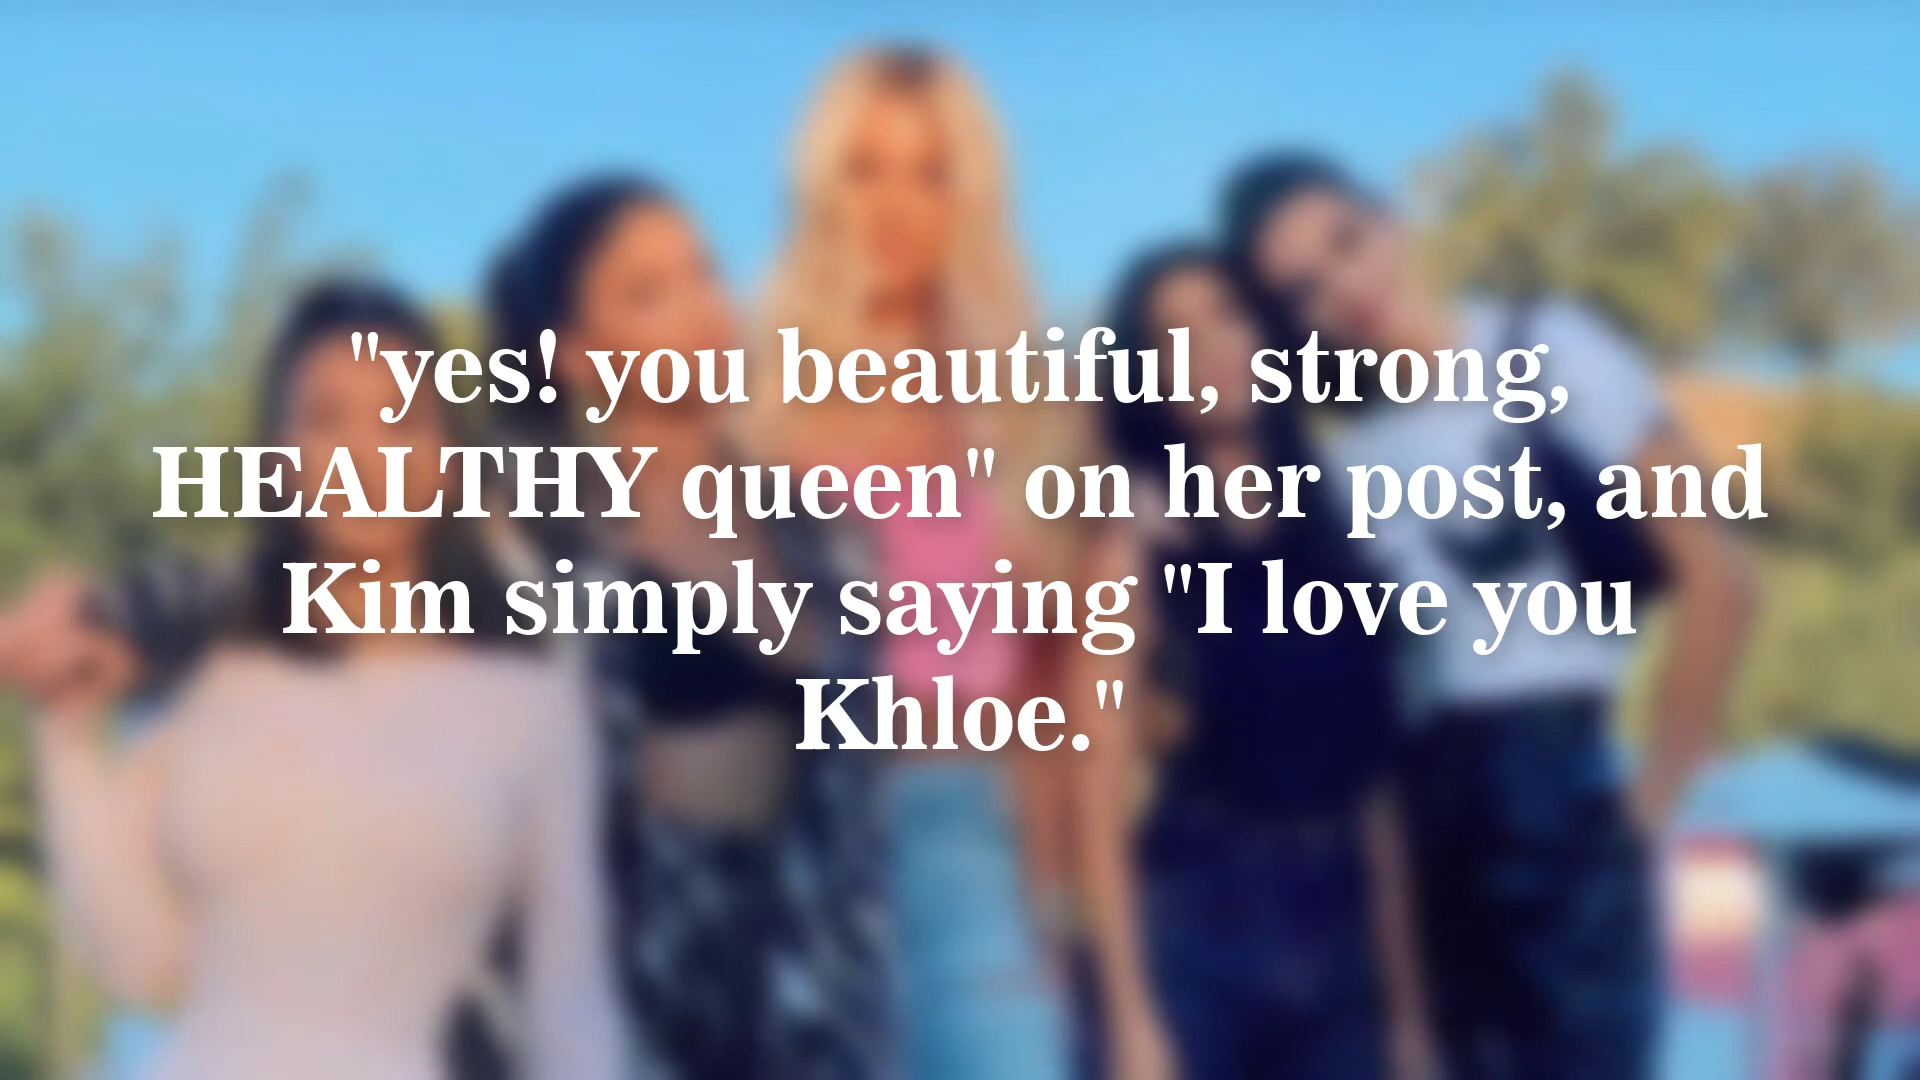 "yes! you beautiful, strong,
HEALTHY queen" on her post, and
Kim simply saying "I love you
Khloe."